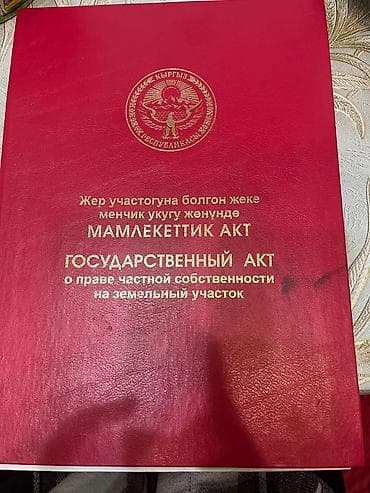 КЫРГЫЗ
РЕСПУБЛИКАСЫ
Жер участогуна болгон жеке
менчик укугу жөнүндө
МАМЛЕКЕТТИК АКТ
ГОСУДАРСТВЕННЫЙ АКТ
о праве частной собственности
на земельный участок